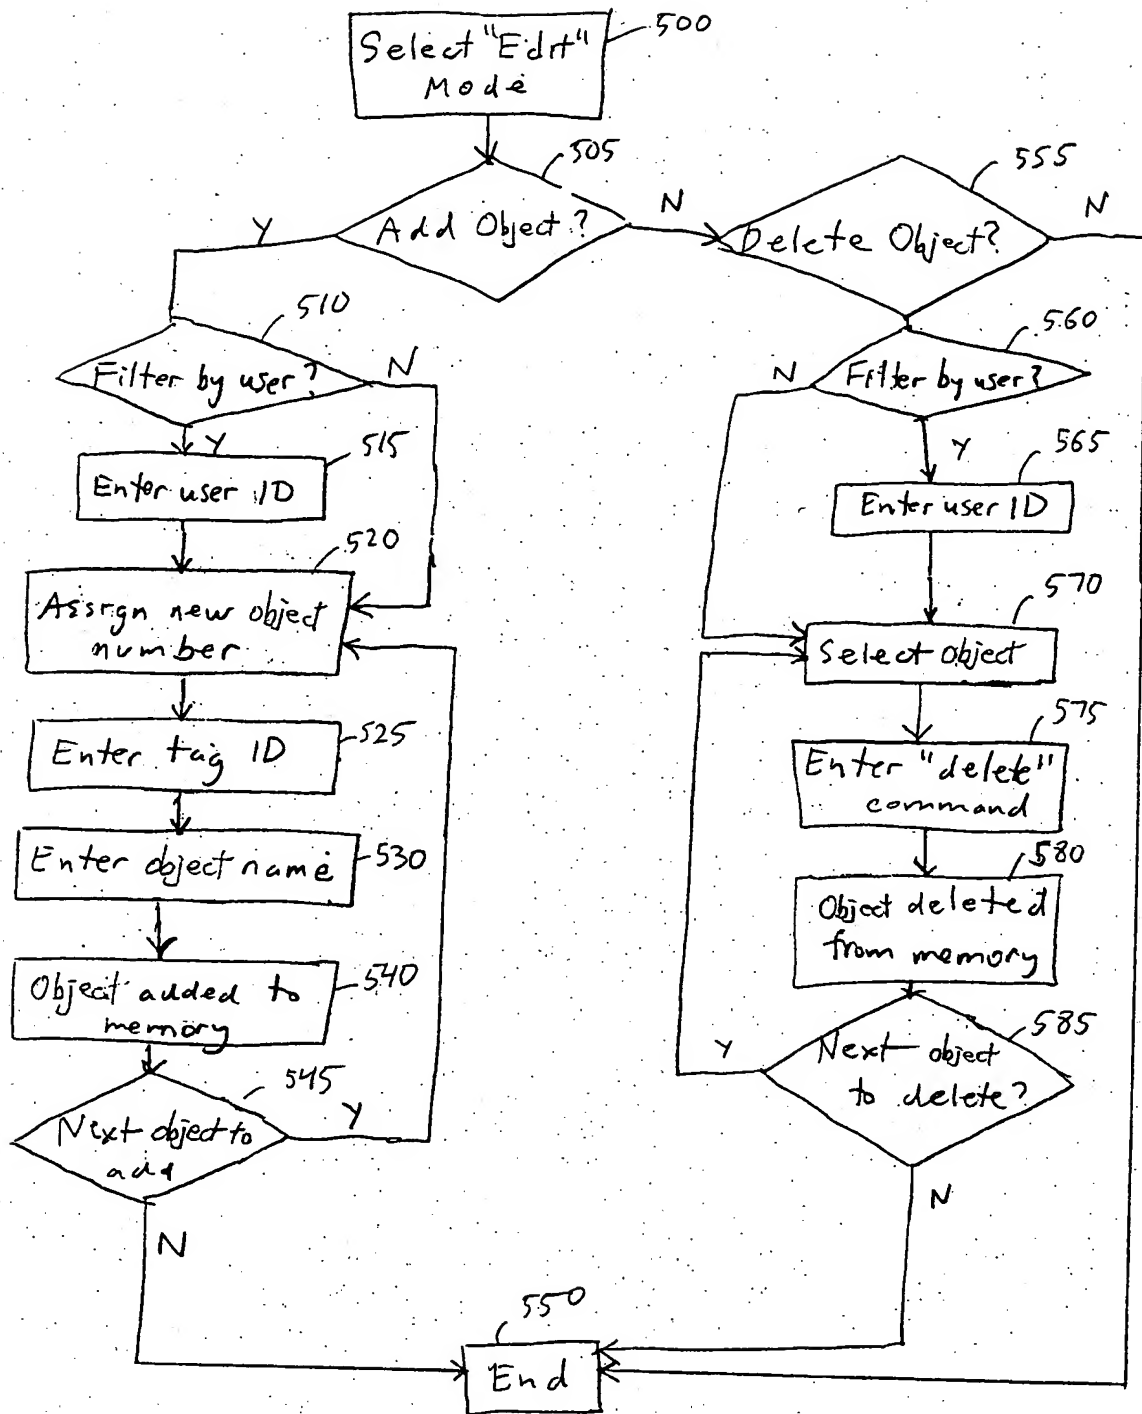 500
Select "Edit"
Mode
505
Add Object?
Y
N
555
Delete Object?
N
510
Filter by user?
N
Y
515
Enter user ID
520
Assign new object
number
Enter tag ID
525
Enter object name
530
Object added to
memory
540
545
Next object to
add
Y
N
560
Filter by user?
N
Y
565
Enter user ID
570
Select object
575
Enter "delete"
command
580
Object deleted
from memory
585
Next object
to delete?
Y
N
550
End